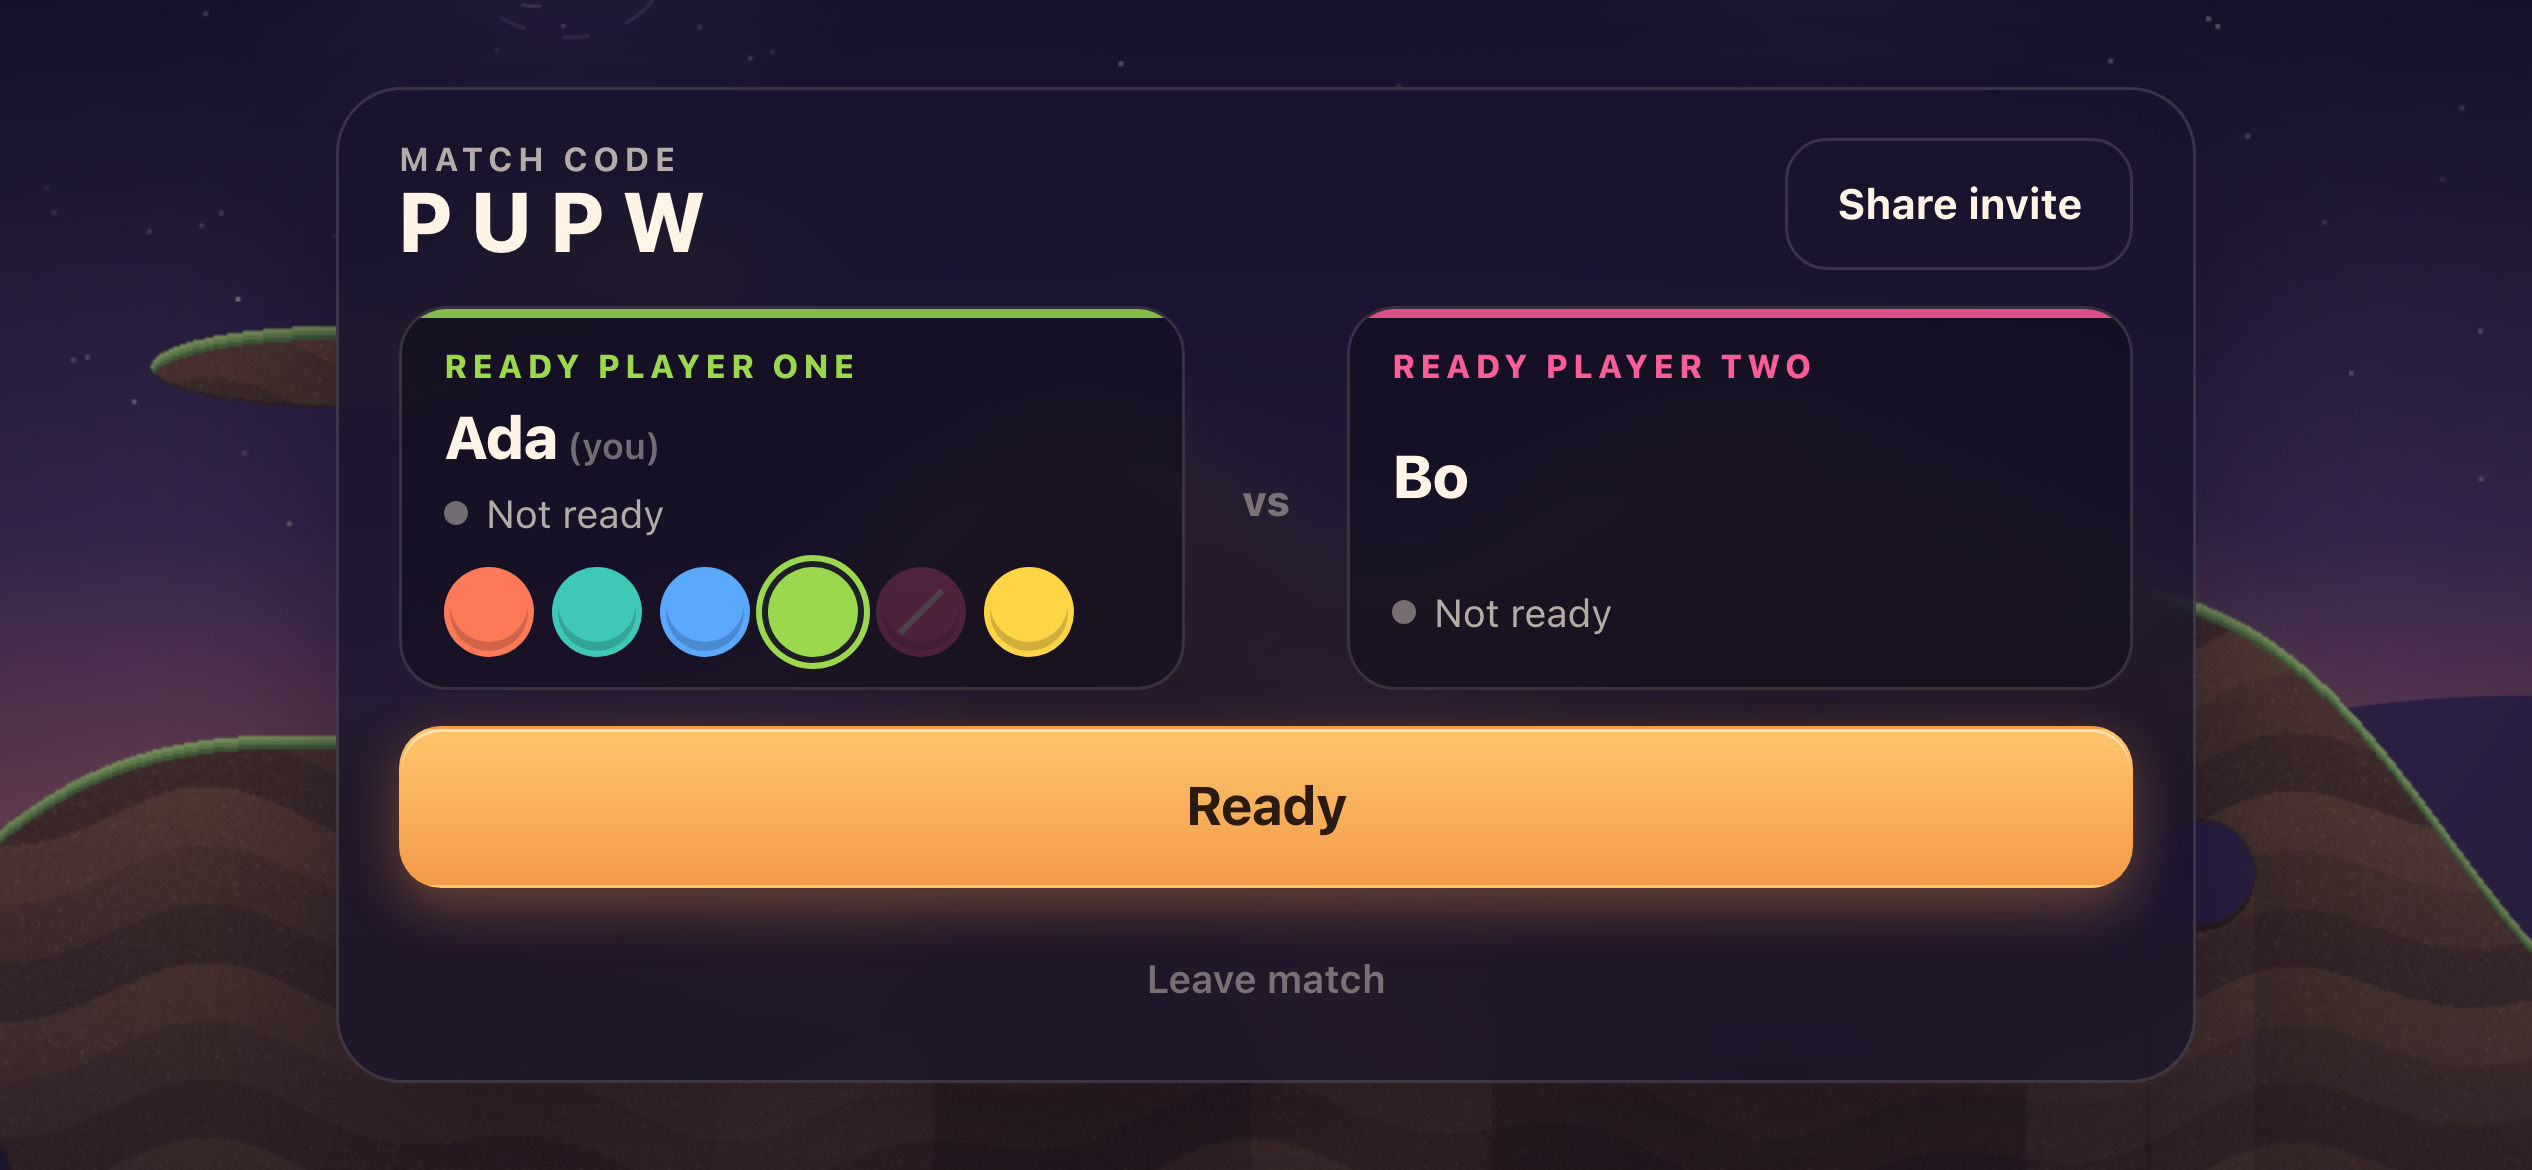 MATCH CODE
PUPW
Share invite
READY PLAYER ONE
Ada (you)
Not ready
vs
READY PLAYER TWO
Bo
Not ready
Ready
Leave match